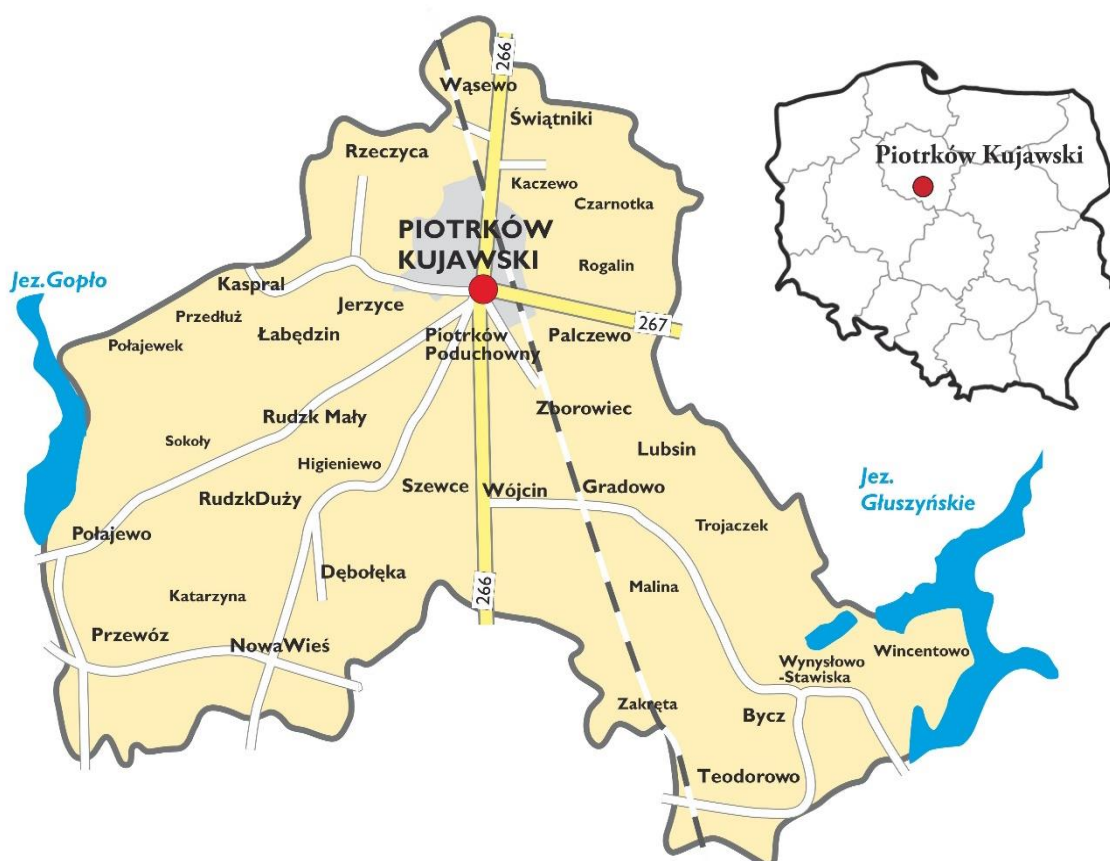 266
Wąsewo
Świątniki
Rzeczyca
Kaczewo
Czarnotka
PIOTRKÓW
KUJAWSKI
Rogalin
Jez.Gopło
Kaspral
Jerzyce
Przedłuż
Łabędzin
Połajewek
Piotrków
Poduchowny
Palczewo
267
Zborowiec
Rudzk Mały
Sokoły
Lubsin
Higieniewo
RudzkDuży
Szewce
Wójcin
Gradowo
Trojaczek
Połajewo
Dębołęka
Katarzyna
266
Malina
Przewóz
NowaWieś
Wynysłowo
-Stawiska
Wincentowo
Zakręta
Bycz
Teodorowo
Jez.
Głuszyńskie
Piotrków Kujawski